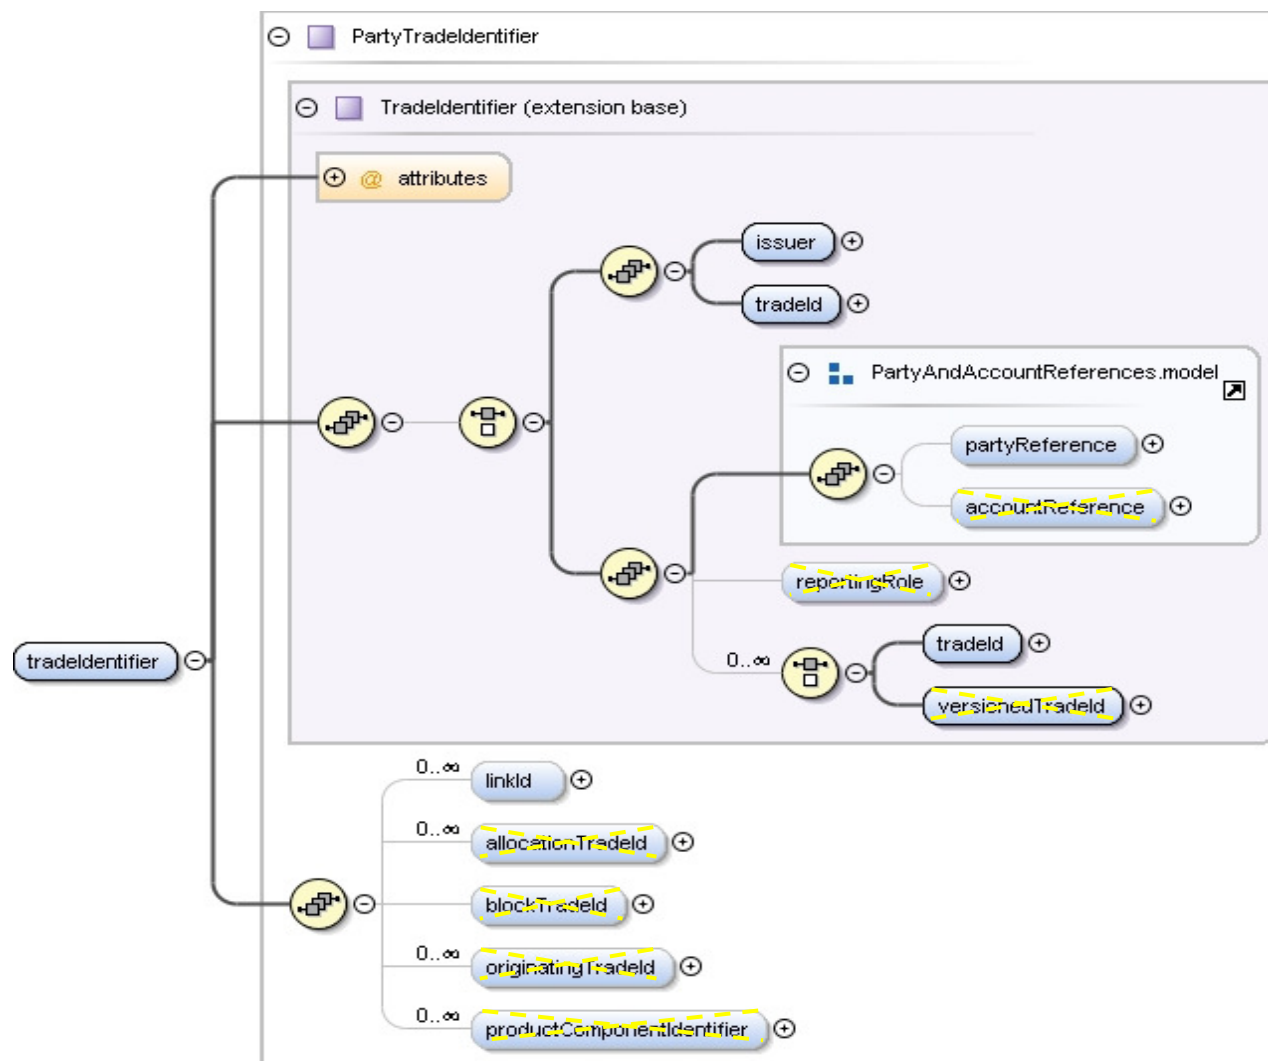 PartyTradeIdentifier
TradeIdentifier (extension base)
@ attributes
issuer
tradeId
PartyAndAccountReferences.model
partyReference
accountReference
reportingRole
0..∞
tradeId
versionedTradeId
tradeIdentifier
0..∞
linkId
0..∞
allocationTradeId
blockTradeId
0..∞
originatingTradeId
0..∞
productComponentIdentifier